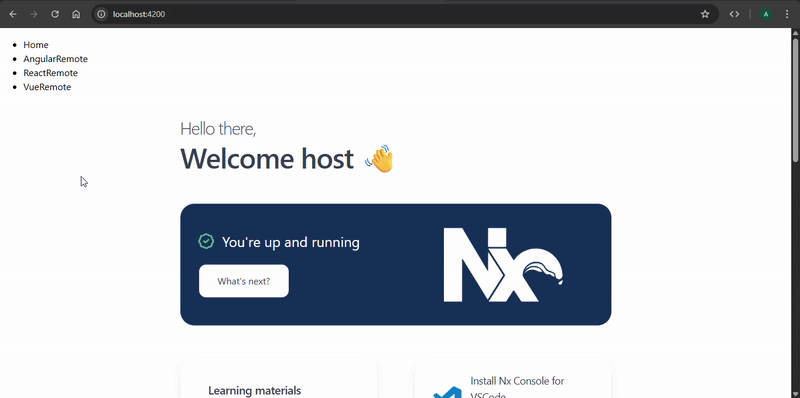 localhost:4200
A
Home
AngularRemote
ReactRemote
VueRemote
Hello there,
Welcome host 👋
You're up and running
What's next?
Nx
Learning materials
Install Nx Console for
VSCode